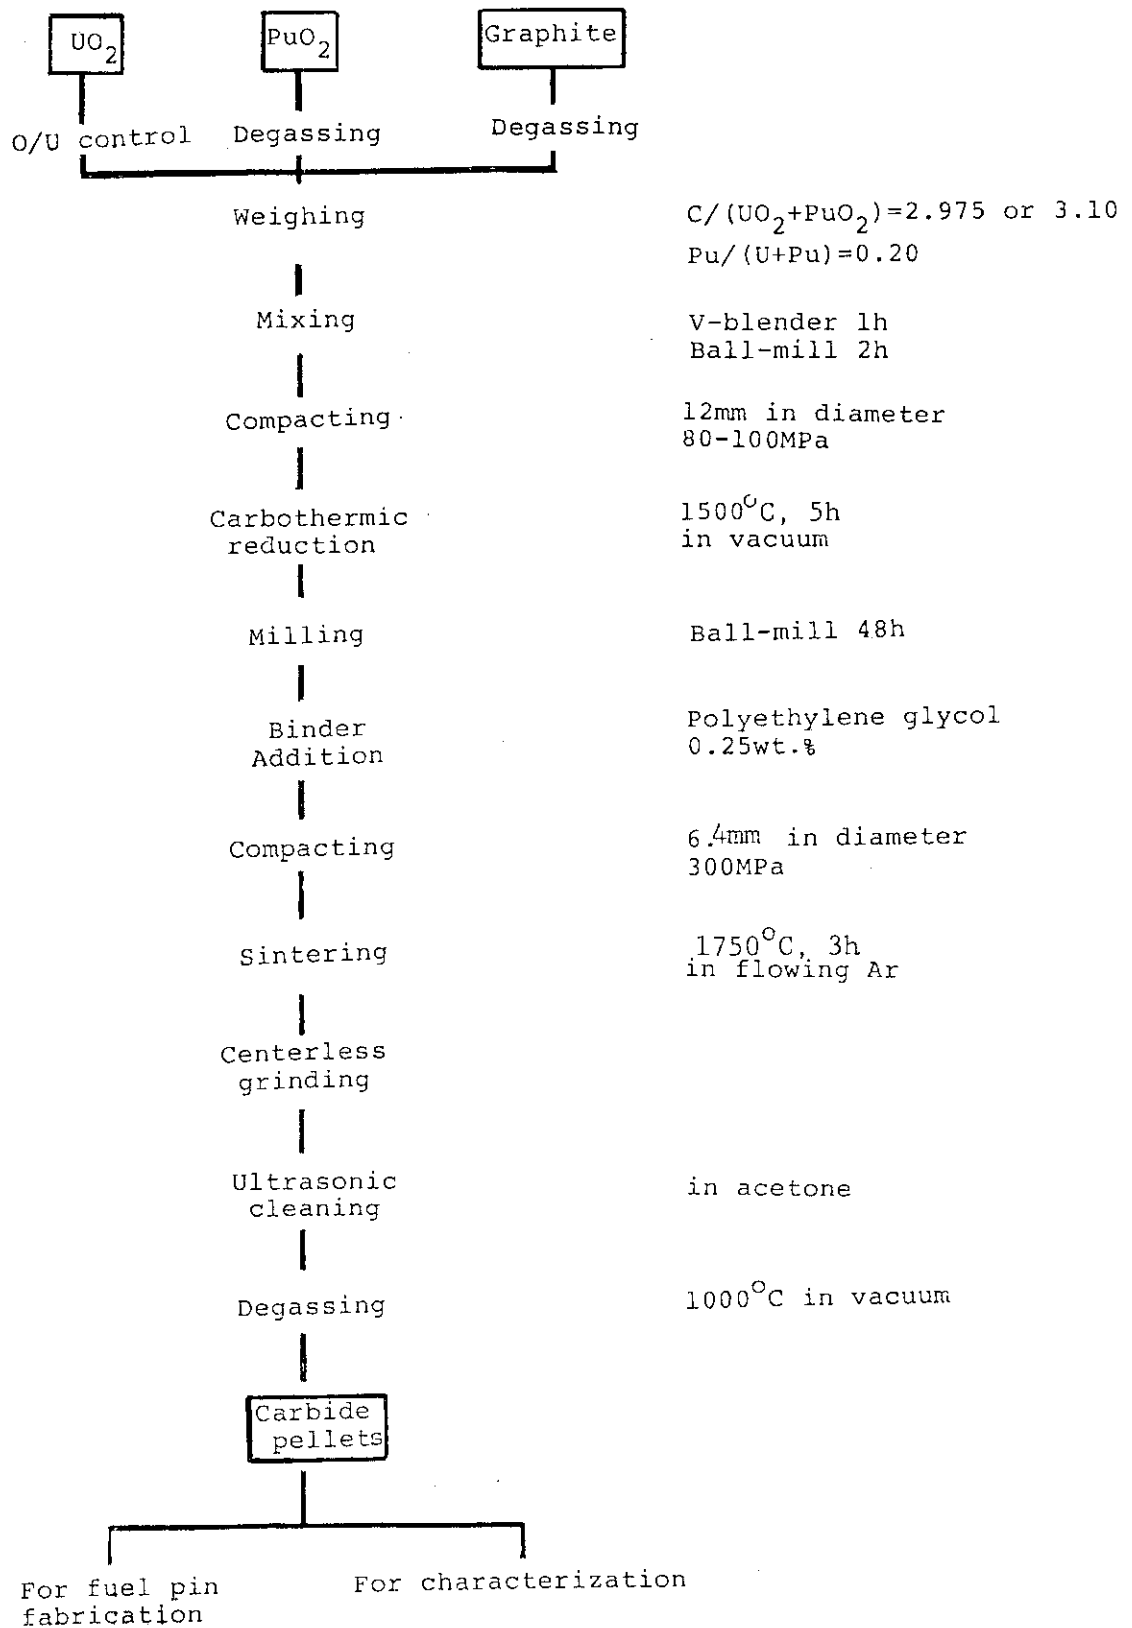 UO2
PuO2
Graphite
O/U control
Degassing
Degassing
Weighing
C/(UO2+PuO2)=2.975 or 3.10
Pu/(U+Pu)=0.20
Mixing
V-blender 1h
Ball-mill 2h
Compacting
12mm in diameter
80-100MPa
Carbothermic
reduction
1500°C, 5h
in vacuum
Milling
Ball-mill 48h
Binder
Addition
Polyethylene glycol
0.25wt.%
Compacting
6.4mm in diameter
300MPa
Sintering
1750°C, 3h
in flowing Ar
Centerless
grinding
Ultrasonic
cleaning
in acetone
Degassing
1000°C in vacuum
Carbide
pellets
For fuel pin
fabrication
For characterization